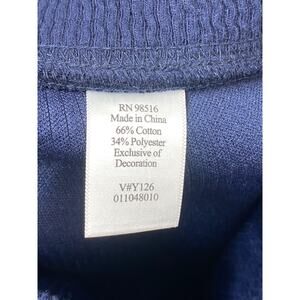 RN 98516
Made in China
66% Cotton
34% Polyester
Exclusive of
Decoration
V#Y126
011048010